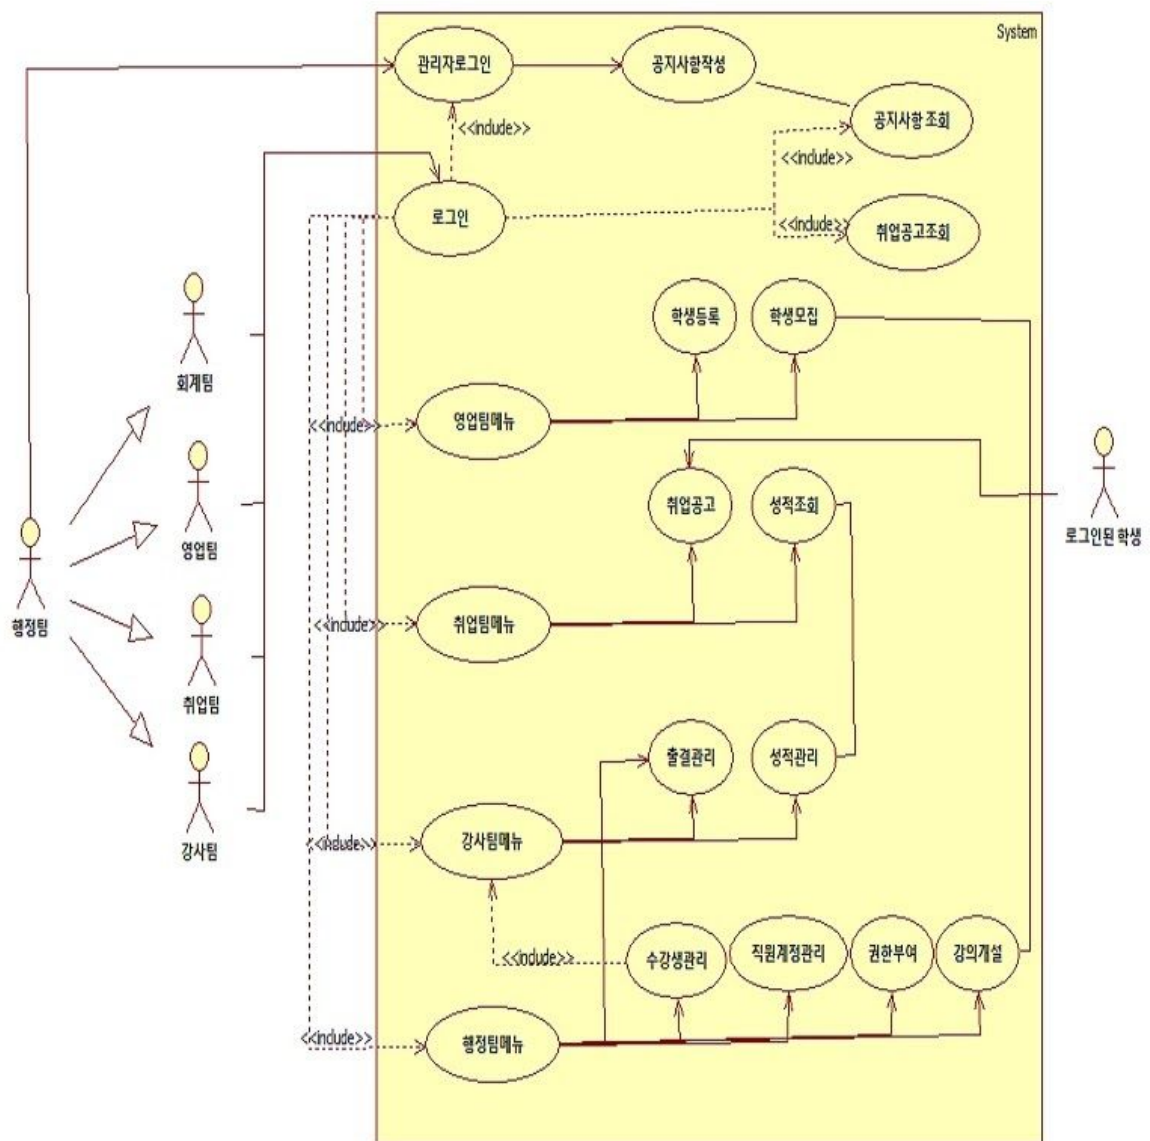 System
관리자로그인
공지사항작성
공지사항 조회
<<include>>
<<include>>
로그인
<<include>>
취업공고조회
회계팀
학생등록
학생모집
<<include>>
영업팀메뉴
영업팀
취업공고
성적조회
로그인된 학생
행정팀
<<include>>
취업팀메뉴
취업팀
출결관리
성적관리
강사팀
<<include>>
강사팀메뉴
<<include>>
수강생관리
직원계정관리
권한부여
강의개설
<<include>>
행정팀메뉴